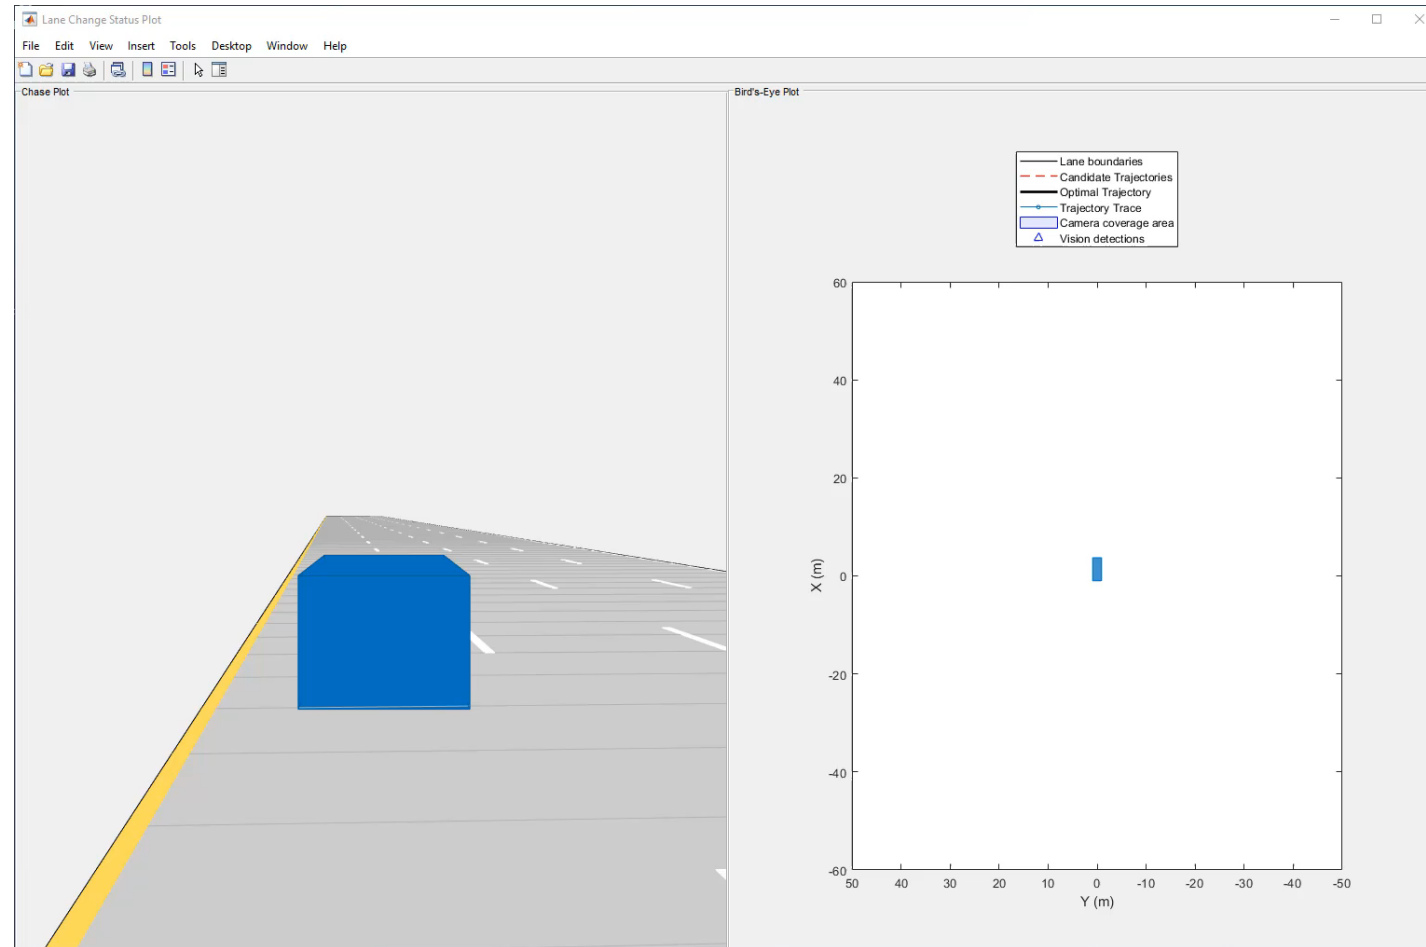 Lane Change Status Plot
File Edit View Insert Tools Desktop Window Help
Chase Plot
Bird's-Eye Plot
Lane boundaries
Candidate Trajectories
Optimal Trajectory
Trajectory Trace
Camera coverage area
Vision detections
60
40
20
0
-20
-40
-60
X (m)
50 40 30 20 10 0 -10 -20 -30 -40 -50
Y (m)